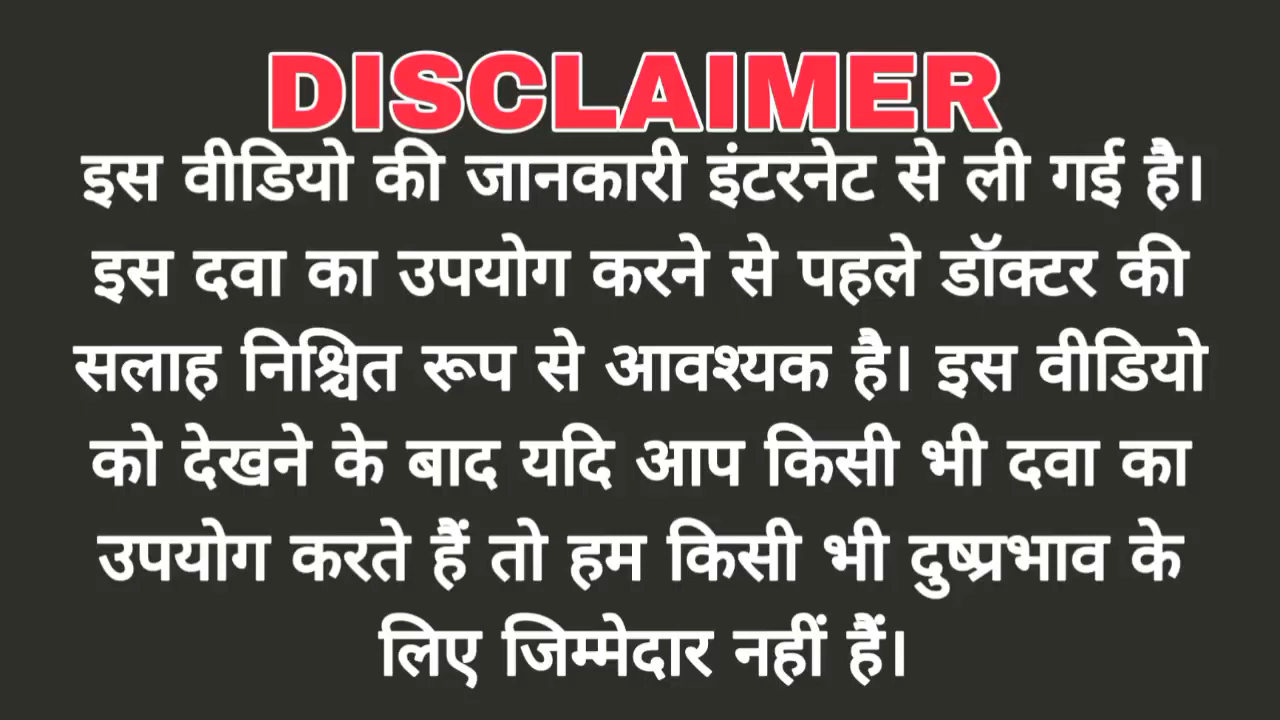 DISCLAIMER
इस वीडियो की जानकारी इंटरनेट से ली गई है।
इस दवा का उपयोग करने से पहले डॉक्टर की
सलाह निश्चित रूप से आवश्यक है। इस वीडियो
को देखने के बाद यदि आप किसी भी दवा का
उपयोग करते हैं तो हम किसी भी दुष्प्रभाव के
लिए जिम्मेदार नहीं हैं।